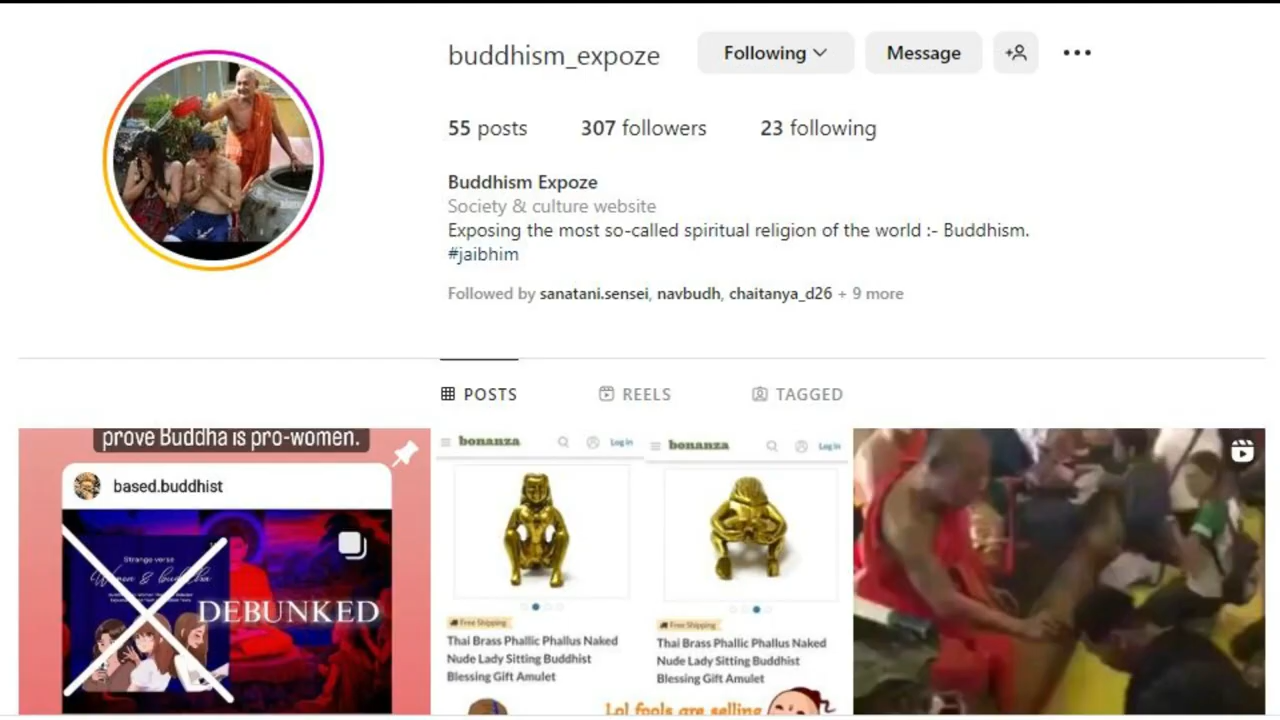 buddhism_expoze
Following
Message
55 posts
307 followers
23 following
Buddhism Expoze
Society & culture website
Exposing the most so-called spiritual religion of the world :- Buddhism.
#jaibhim
Followed by sanatani.sensei, navbudh, chaitanya_d26 + 9 more
POSTS
REELS
TAGGED
prove Buddha is pro-women.
based.buddhist
Strange verse
Women & buddha
DEBUNKED
bonanza
Log in
Free Shipping
Thai Brass Phallic Phallus Naked
Nude Lady Sitting Buddhist
Blessing Gift Amulet
bonanza
Log in
Free Shipping
Thai Brass Phallic Phallus Naked
Nude Lady Sitting Buddhist
Blessing Gift Amulet
Lol fools are selling